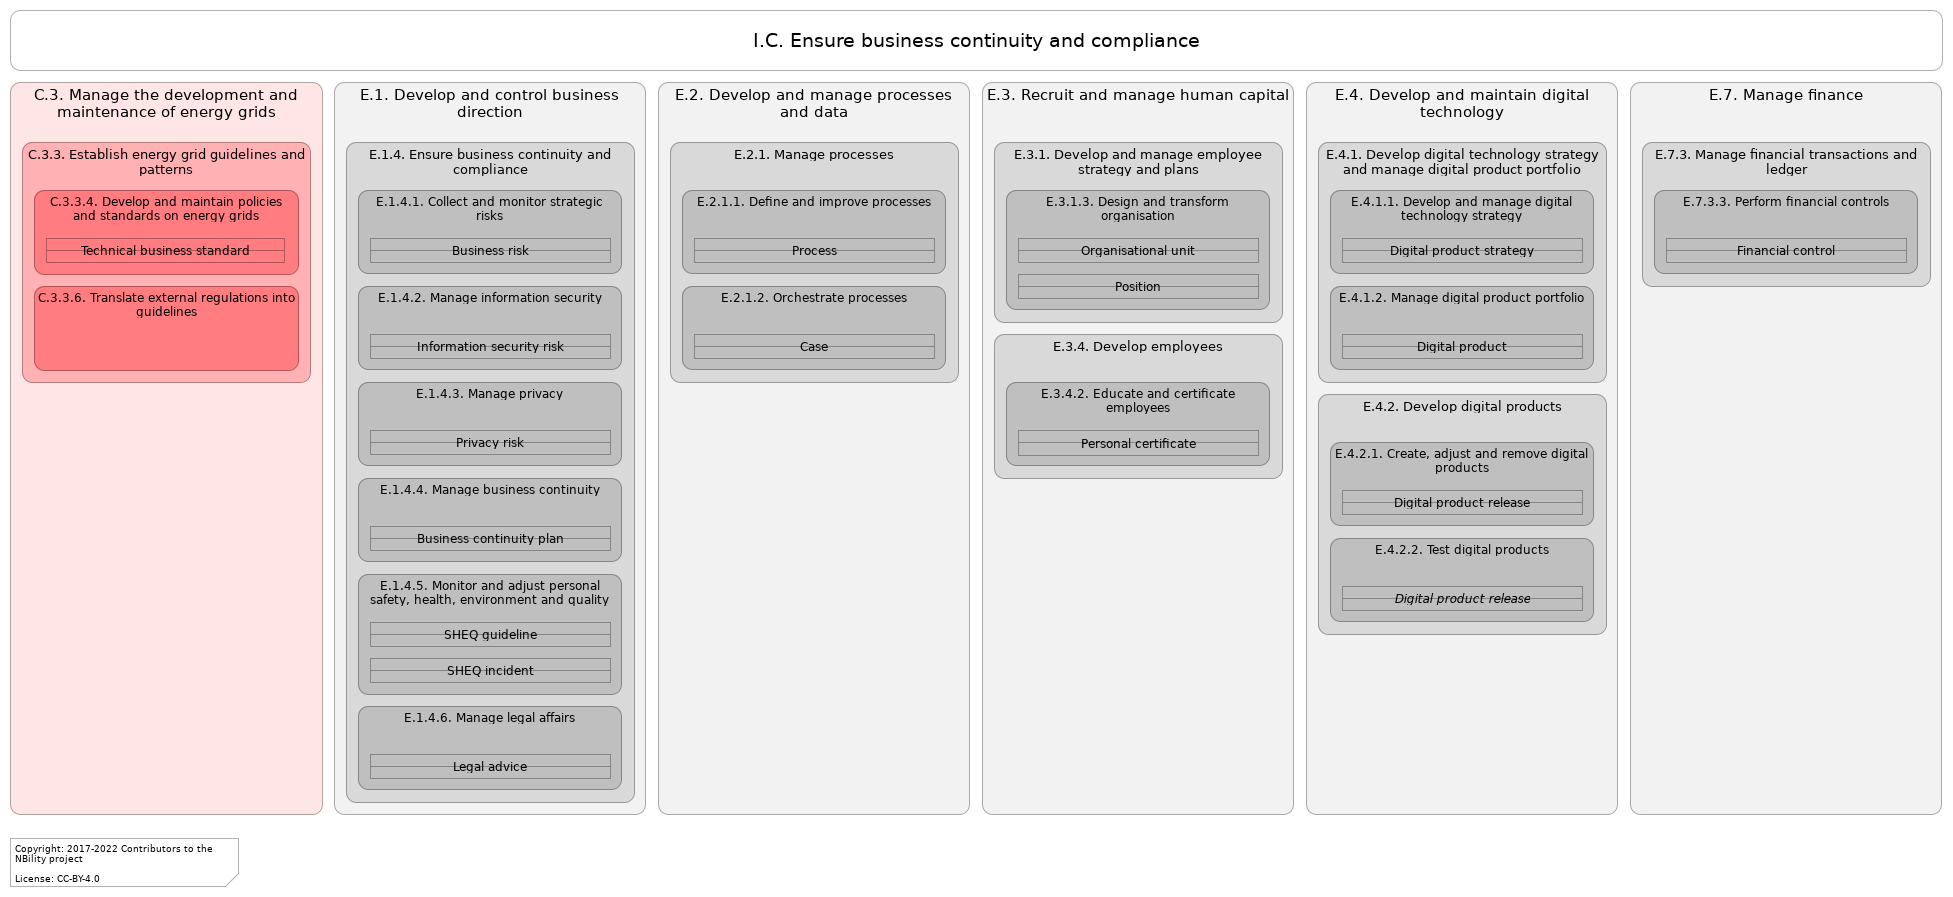 I.C. Ensure business continuity and compliance
C.3. Manage the development and
maintenance of energy grids
C.3.3. Establish energy grid guidelines and
patterns
C.3.3.4. Develop and maintain policies
and standards on energy grids
Technical business standard
C.3.3.6. Translate external regulations into
guidelines
E.1. Develop and control business
direction
E.1.4. Ensure business continuity and
compliance
E.1.4.1. Collect and monitor strategic
risks
Business risk
E.1.4.2. Manage information security
Information security risk
E.1.4.3. Manage privacy
Privacy risk
E.1.4.4. Manage business continuity
Business continuity plan
E.1.4.5. Monitor and adjust personal
safety, health, environment and quality
SHEQ guideline
SHEQ incident
E.1.4.6. Manage legal affairs
Legal advice
E.2. Develop and manage processes
and data
E.2.1. Manage processes
E.2.1.1. Define and improve processes
Process
E.2.1.2. Orchestrate processes
Case
E.3. Recruit and manage human capital
E.3.1. Develop and manage employee
strategy and plans
E.3.1.3. Design and transform
organisation
Organisational unit
Position
E.3.4. Develop employees
E.3.4.2. Educate and certificate
employees
Personal certificate
E.4. Develop and maintain digital
technology
E.4.1. Develop digital technology strategy
and manage digital product portfolio
E.4.1.1. Develop and manage digital
technology strategy
Digital product strategy
E.4.1.2. Manage digital product portfolio
Digital product
E.4.2. Develop digital products
E.4.2.1. Create, adjust and remove digital
products
Digital product release
E.4.2.2. Test digital products
Digital product release
E.7. Manage finance
E.7.3. Manage financial transactions and
ledger
E.7.3.3. Perform financial controls
Financial control
Copyright: 2017-2022 Contributors to the
NBility project
License: CC-BY-4.0